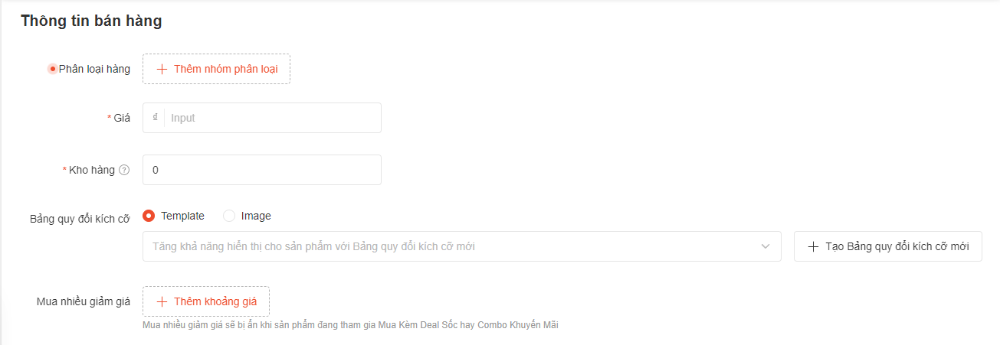 Thông tin bán hàng
Phân loại hàng
+ Thêm nhóm phân loại
* Giá
₫ Input
* Kho hàng ?
0
Bảng quy đổi kích cỡ
Template
Image
Tăng khả năng hiển thị cho sản phẩm với Bảng quy đổi kích cỡ mới
+ Tạo Bảng quy đổi kích cỡ mới
Mua nhiều giảm giá
+ Thêm khoảng giá
Mua nhiều giảm giá sẽ bị ẩn khi sản phẩm đang tham gia Mua Kèm Deal Sốc hay Combo Khuyến Mãi